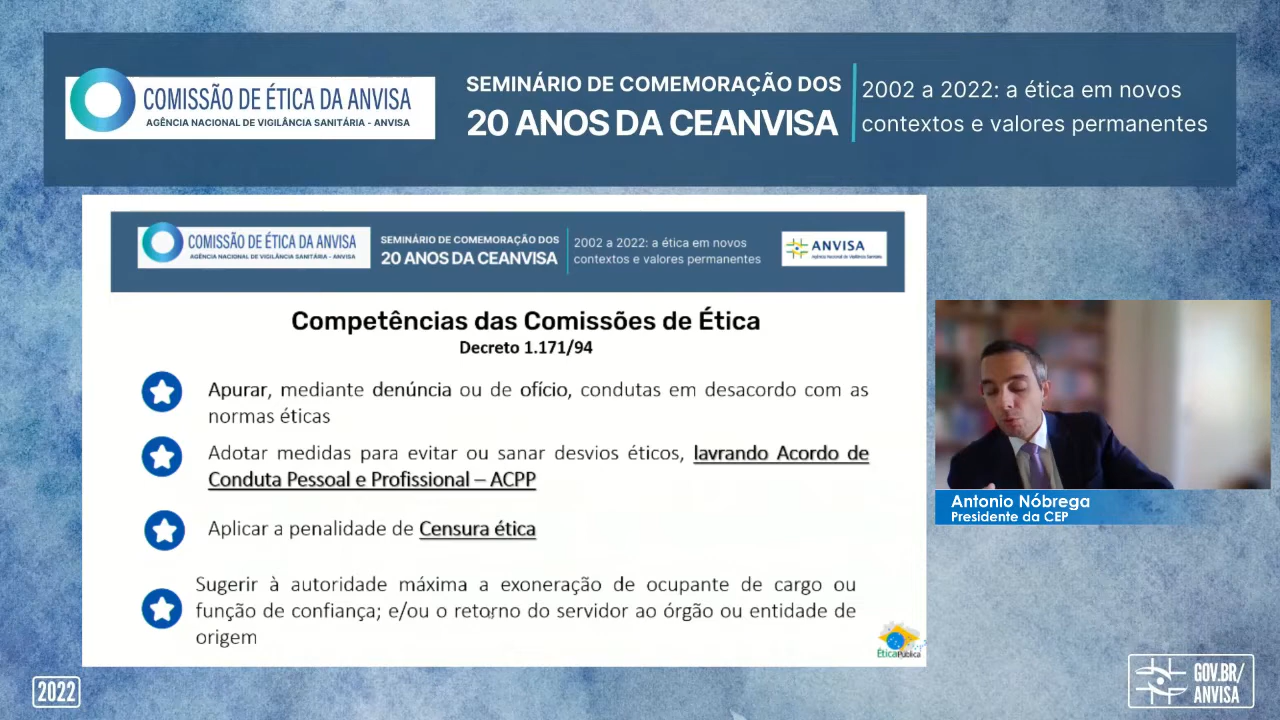 COMISSÃO DE ÉTICA DA ANVISA
AGÊNCIA NACIONAL DE VIGILÂNCIA SANITÁRIA - ANVISA
SEMINÁRIO DE COMEMORAÇÃO DOS
20 ANOS DA CEANVISA
2002 a 2022: a ética em novos
contextos e valores permanentes
COMISSÃO DE ÉTICA DA ANVISA
AGÊNCIA NACIONAL DE VIGILÂNCIA SANITÁRIA - ANVISA
SEMINÁRIO DE COMEMORAÇÃO DOS
20 ANOS DA CEANVISA
2002 a 2022: a ética em novos
contextos e valores permanentes
ANVISA
Agência Nacional de Vigilância Sanitária
Competências das Comissões de Ética
Decreto 1.171/94
Apurar, mediante denúncia ou de ofício, condutas em desacordo com as
normas éticas
Adotar medidas para evitar ou sanar desvios éticos, lavrando Acordo de
Conduta Pessoal e Profissional – ACPP
Aplicar a penalidade de Censura ética
Sugerir à autoridade máxima a exoneração de ocupante de cargo ou
função de confiança; e/ou o retorno do servidor ao órgão ou entidade de
origem
ÉticaPública
Antonio Nóbrega
Presidente da CEP
2022
GOV.BR/
ANVISA